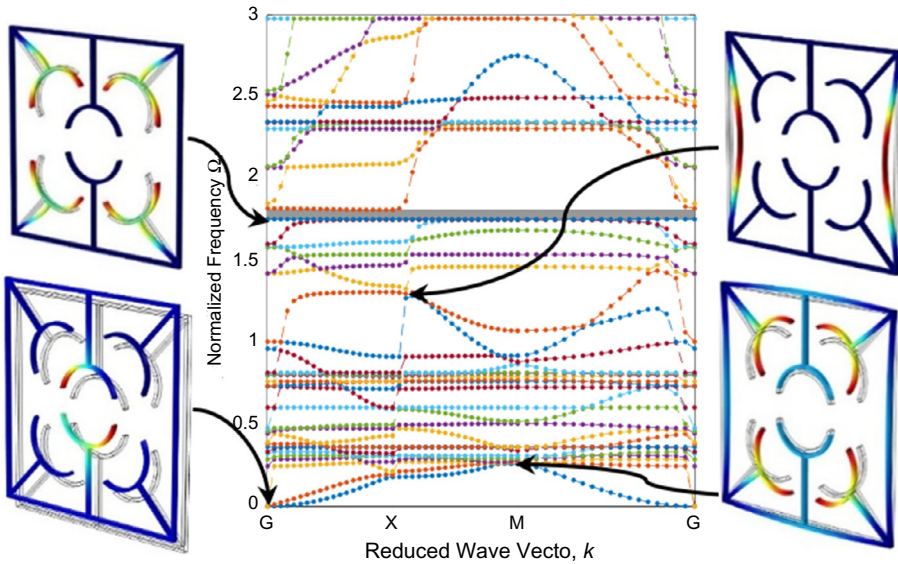 3
2.5
2
1.5
1
0.5
0
Normalized Frequency Ω
G X M G
Reduced Wave Vecto, k